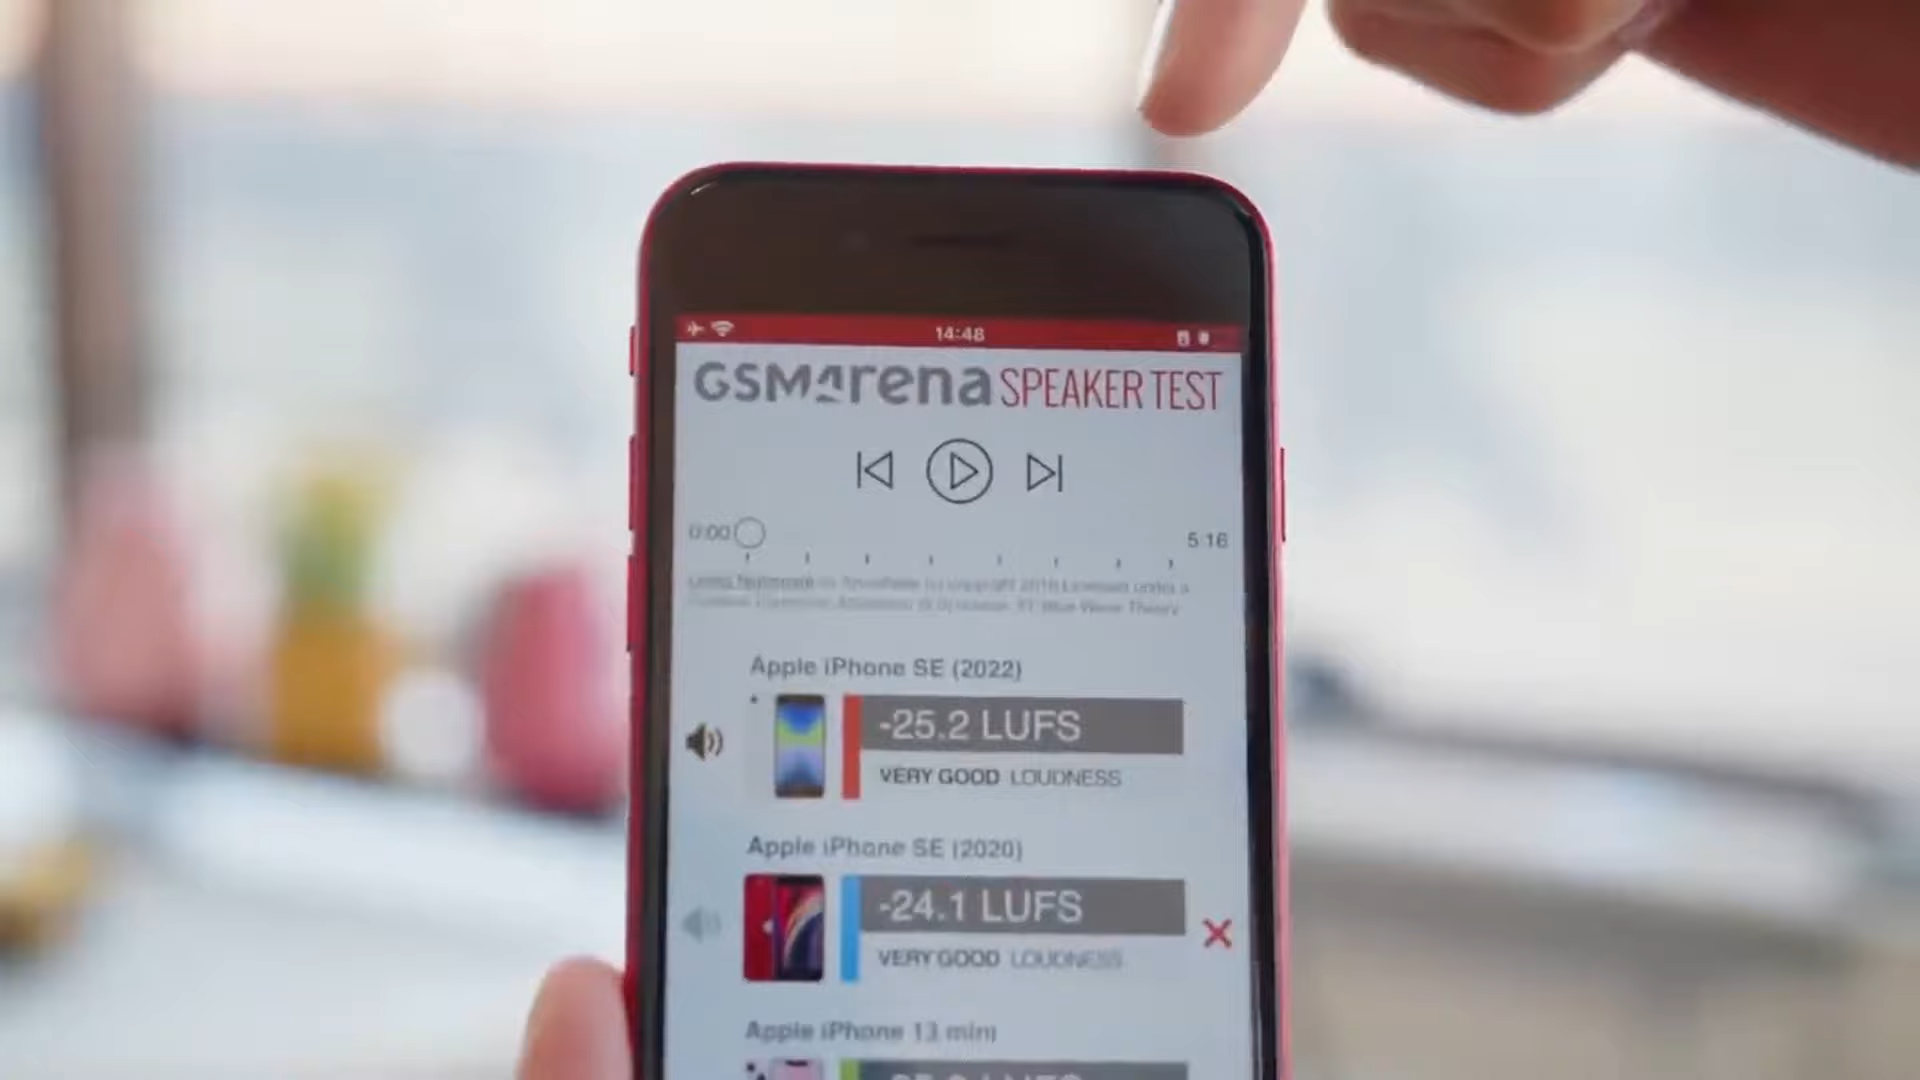 14:48
GSMArena SPEAKER TEST
0:00
5:16
Apple iPhone SE (2022)
-25.2 LUFS
VERY GOOD LOUDNESS
Apple iPhone SE (2020)
-24.1 LUFS
VERY GOOD LOUDNESS
Apple iPhone 13 mini
LUFS